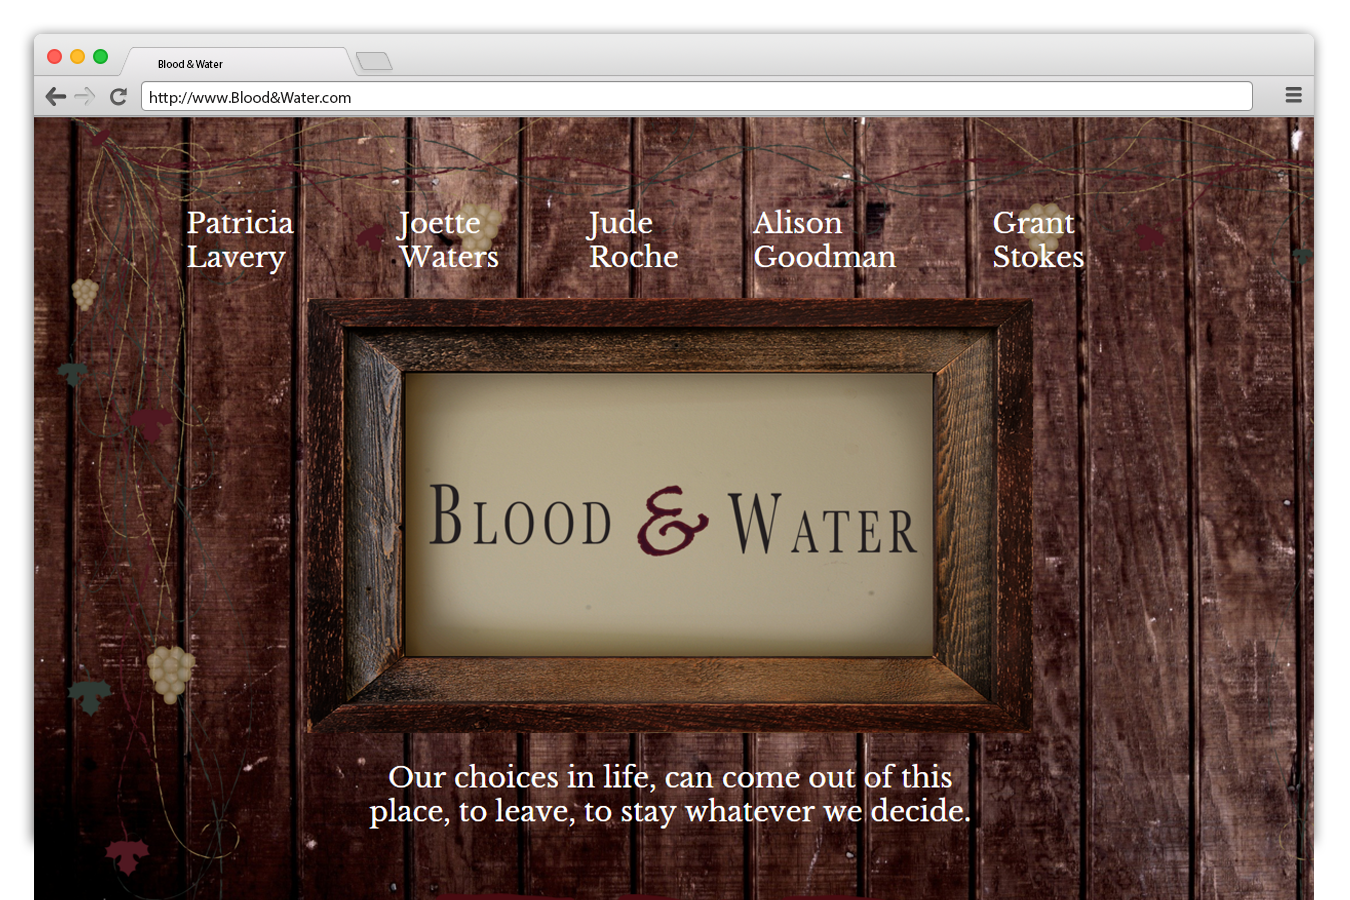 Blood & Water
http://www.Blood&Water.com
Patricia Lavery
Joette Waters
Jude Roche
Alison Goodman
Grant Stokes
Blood & Water
Our choices in life, can come out of this
place, to leave, to stay whatever we decide.